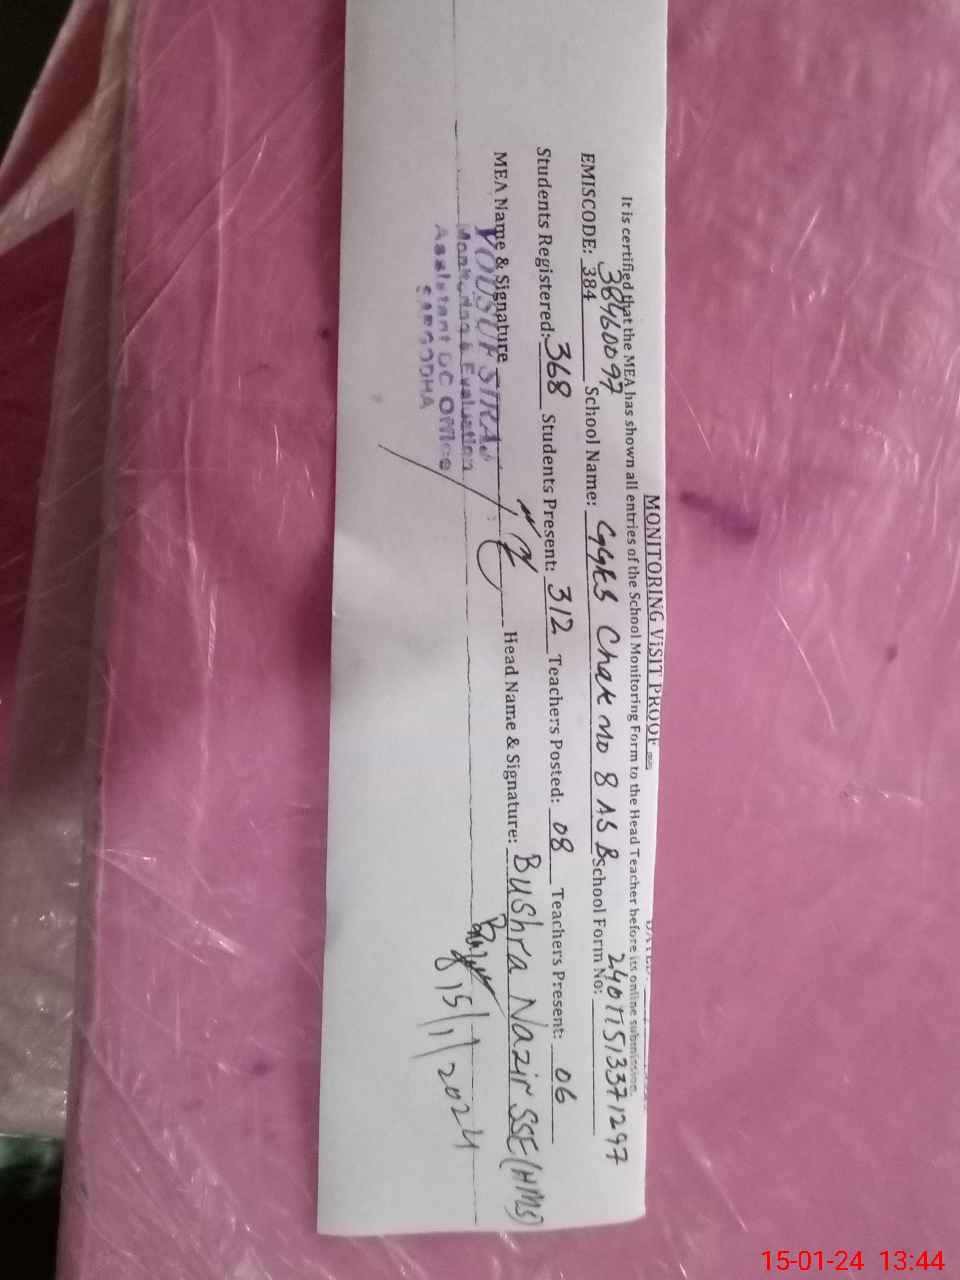 MONITORING ViSIT PROOF
It is certified that the MEA has shown all entries of the School Monitoring Form to the Head Teacher before its online submission.
38460097
EMISCODE: 384 School Name: GGES Chak no 8 ASB School Form No:
Students Registered: 368 Students Present: 312 Teachers Posted: 08 Teachers Present: 06
MEA Name & Signature Head Name & Signature: Bushra Nazir SSE (HMs)
YOUSUF SIRAJ
Monitoring & Evaluation
Assistant DC Office
SARGODHA
15/1/2024
15-01-24 13:44